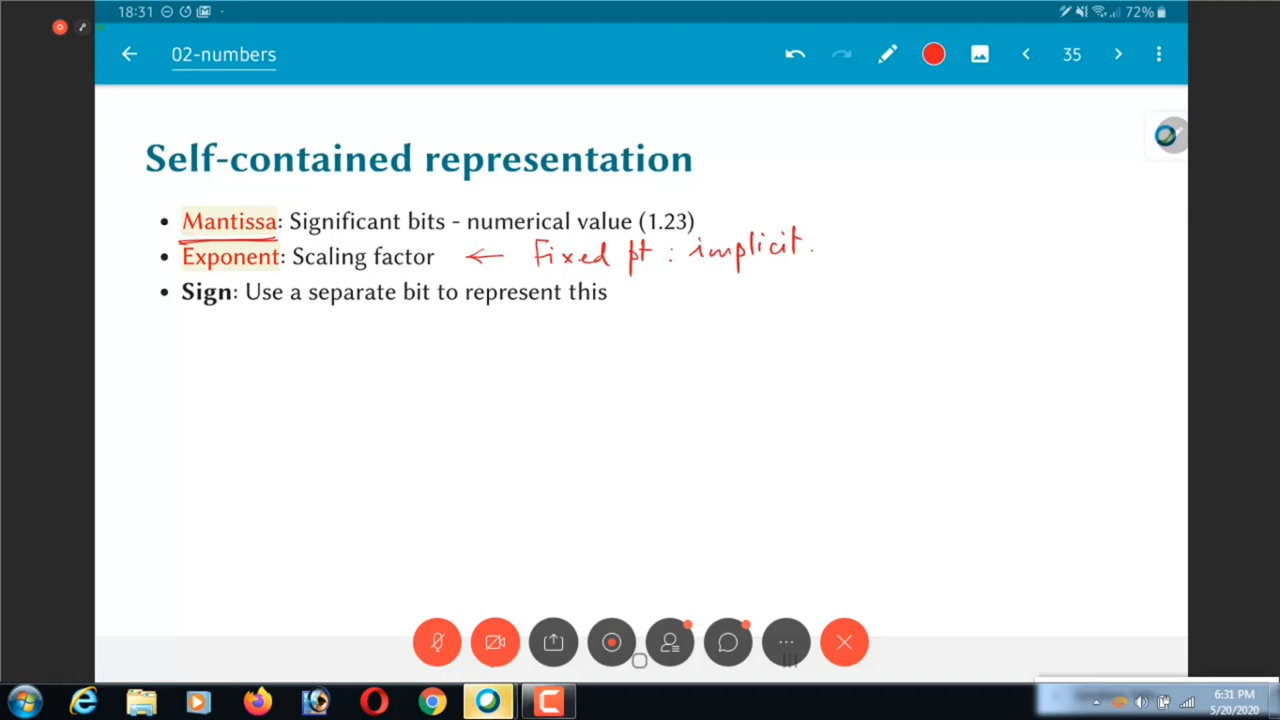 18:31 72%
02-numbers 35
Self-contained representation
• Mantissa: Significant bits - numerical value (1.23)
• Exponent: Scaling factor ← Fixed pt : implicit.
• Sign: Use a separate bit to represent this
6:31 PM
5/20/2020